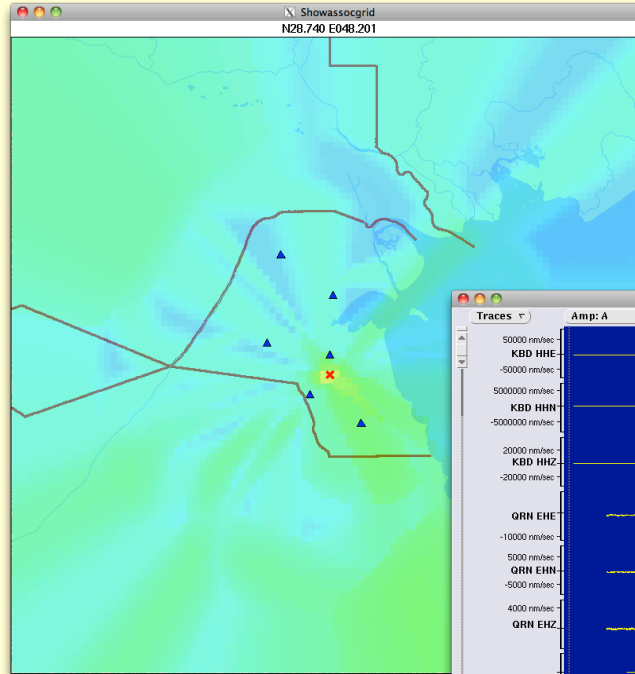 Showassocgrid
N28.740 E048.201
Traces
Amp: A
50000 nm/sec
KBD HHE
-50000 nm/sec
5000000 nm/sec
KBD HHN
-5000000 nm/sec
20000 nm/sec
KBD HHZ
-20000 nm/sec
QRN EHE
-10000 nm/sec
5000 nm/sec
QRN EHN
-5000 nm/sec
4000 nm/sec
QRN EHZ